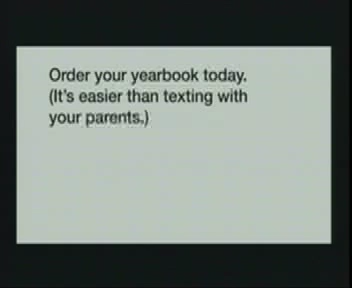 Order your yearbook today.
(It's easier than texting with
your parents.)